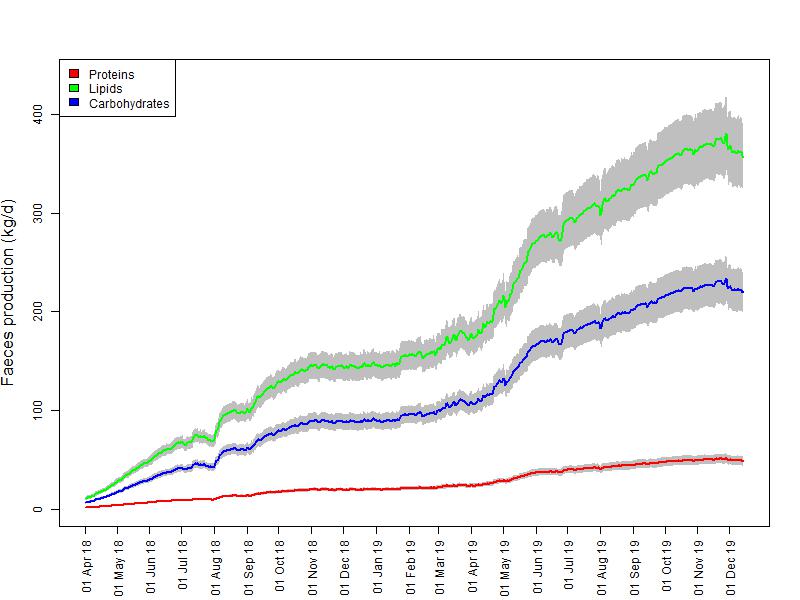 Proteins
Lipids
Carbohydrates
Faeces production (kg/d)
400
300
200
100
0
01 Apr 18
01 May 18
01 Jun 18
01 Jul 18
01 Aug 18
01 Sep 18
01 Oct 18
01 Nov 18
01 Dec 18
01 Jan 19
01 Feb 19
01 Mar 19
01 Apr 19
01 May 19
01 Jun 19
01 Jul 19
01 Aug 19
01 Sep 19
01 Oct 19
01 Nov 19
01 Dec 19